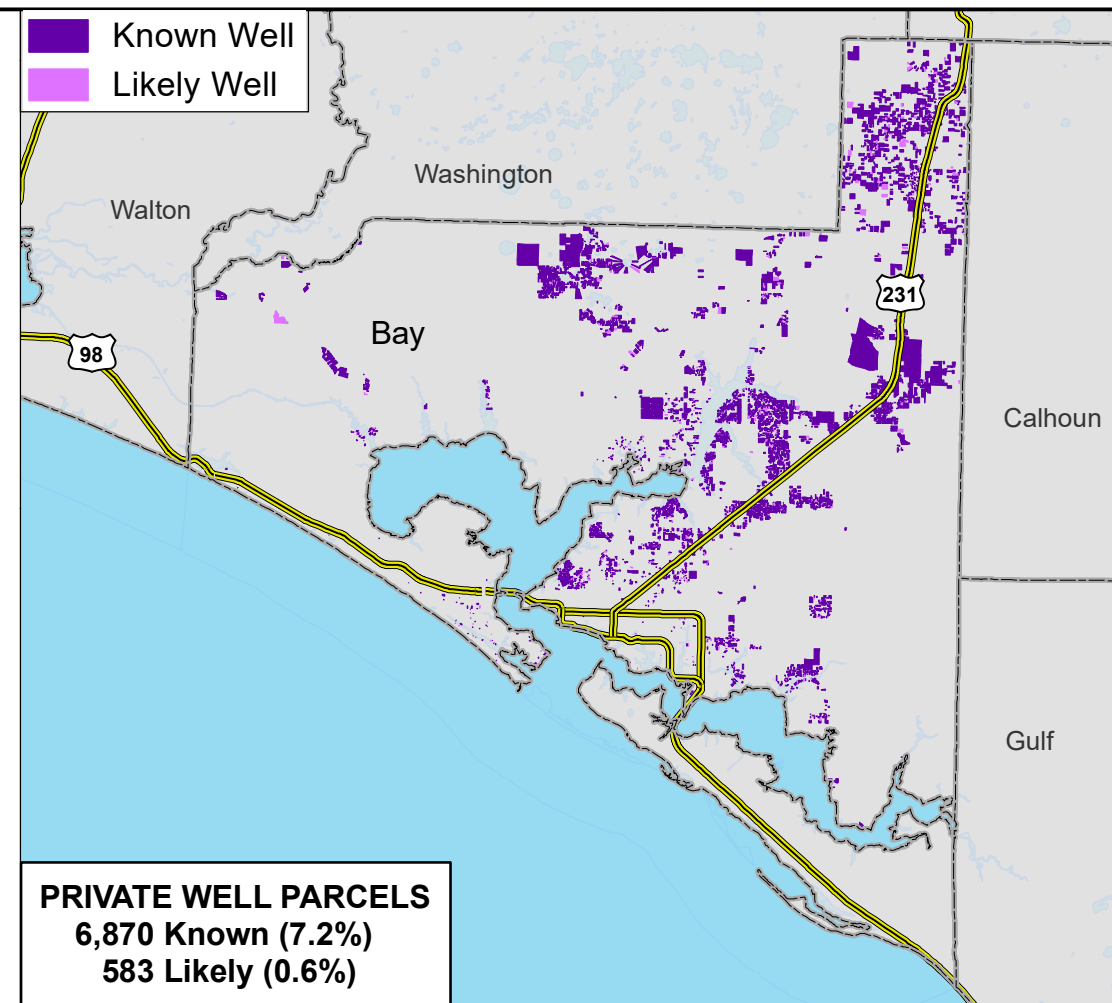 Known Well
Likely Well
Washington
Walton
231
Bay
98
Calhoun
Gulf
PRIVATE WELL PARCELS
6,870 Known (7.2%)
583 Likely (0.6%)